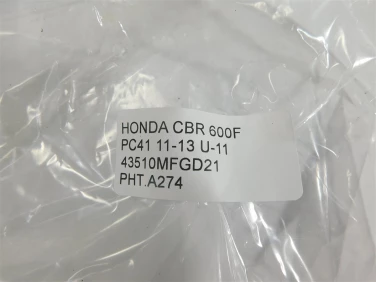 HONDA CBR 600F
PC41 11-13 U-11
43510MFGD21
PHT.A274